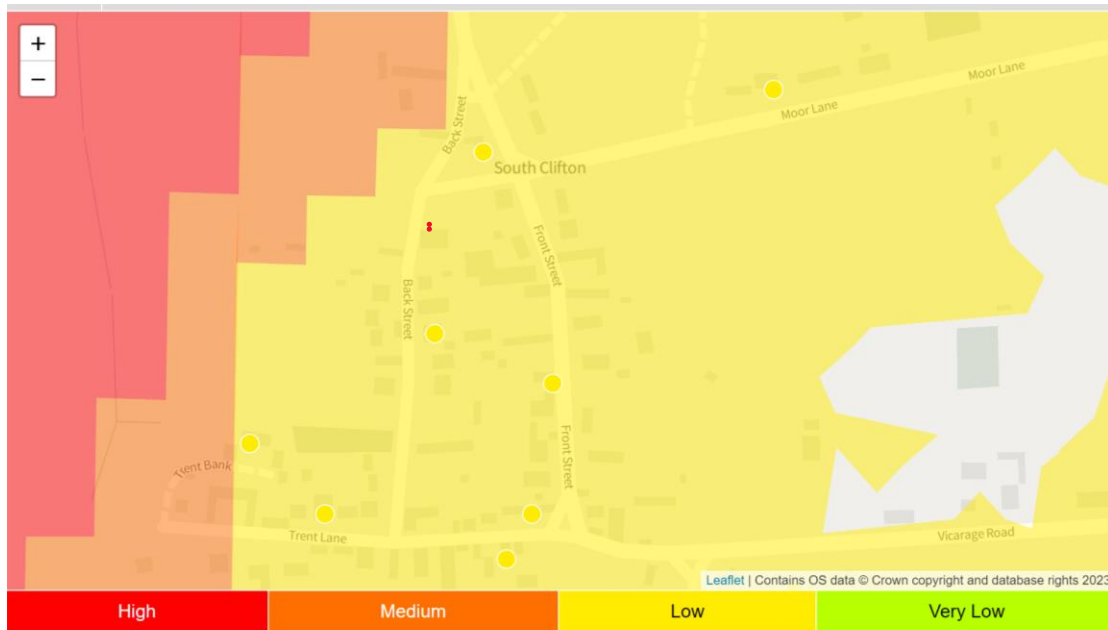 +
−
Moor Lane
Moor Lane
Back Street
South Clifton
Front Street
Back Street
Front Street
Trent Bank
Trent Lane
Vicarage Road
Leaflet | Contains OS data © Crown copyright and database rights 2023
High Medium Low Very Low